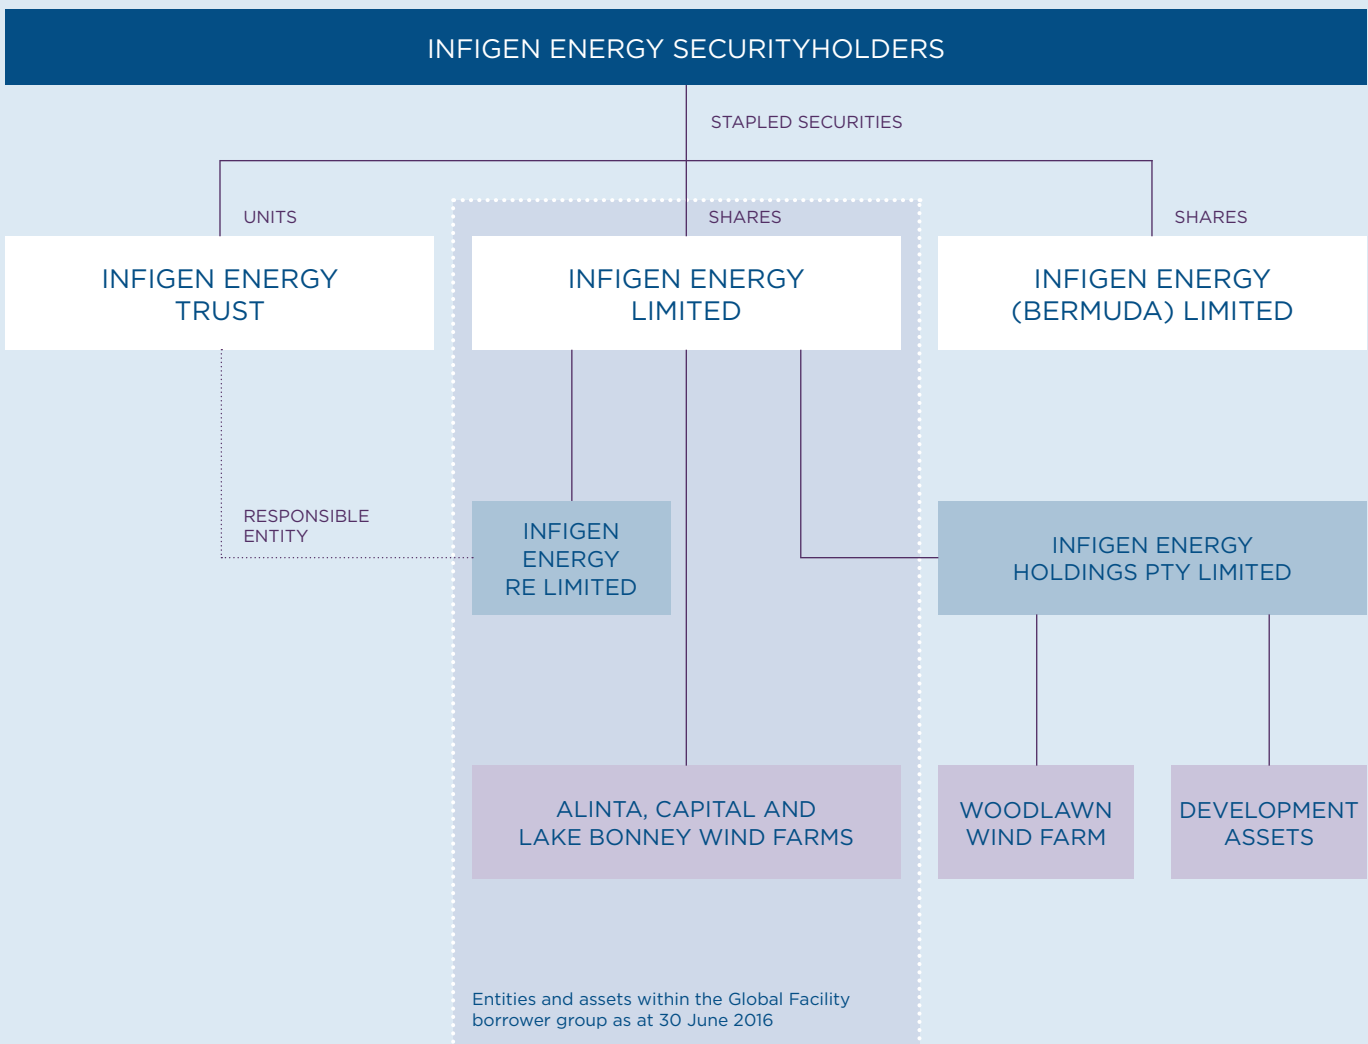 INFIGEN ENERGY SECURITYHOLDERS
STAPLED SECURITIES
UNITS
SHARES
SHARES
INFIGEN ENERGY
TRUST
INFIGEN ENERGY
LIMITED
INFIGEN ENERGY
(BERMUDA) LIMITED
RESPONSIBLE
ENTITY
INFIGEN
ENERGY
RE LIMITED
INFIGEN ENERGY
HOLDINGS PTY LIMITED
ALINTA, CAPITAL AND
LAKE BONNEY WIND FARMS
WOODLAWN
WIND FARM
DEVELOPMENT
ASSETS
Entities and assets within the Global Facility
borrower group as at 30 June 2016